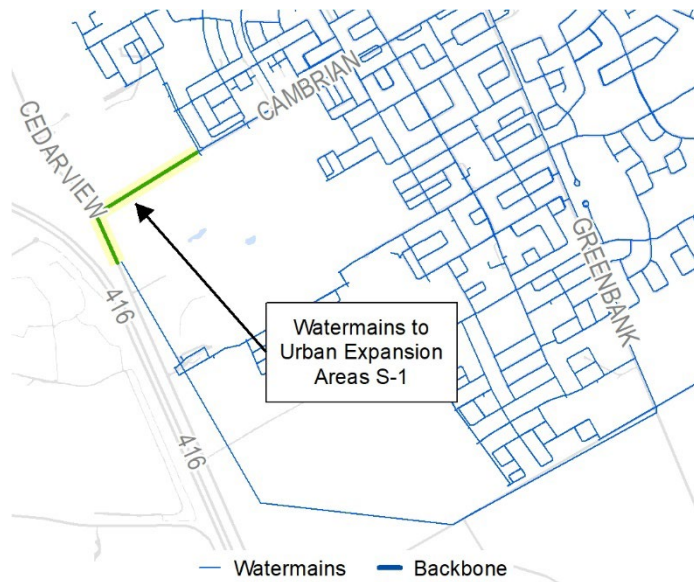 CAMBRIAN
CEDARVIEW
GREENBANK
416
Watermains to
Urban Expansion
Areas S-1
416
Watermains
Backbone